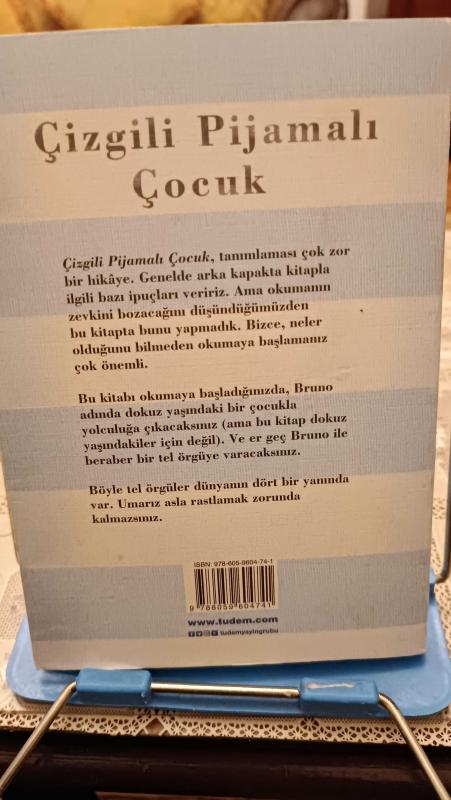 Çizgili Pijamalı
Çocuk
Çizgili Pijamalı Çocuk, tanımlaması çok zor
bir hikâye. Genelde arka kapakta kitapla
ilgili bazı ipuçları veririz. Ama okumanın
zevkini bozacağını düşündüğümüzden
bu kitapta bunu yapmadık. Bizce, neler
olduğunu bilmeden okumaya başlamanız
çok önemli.
Bu kitabı okumaya başladığınızda, Bruno
adında dokuz yaşındaki bir çocukla
yolculuğa çıkacaksınız (ama bu kitap dokuz
yaşındakiler için değil). Ve er geç Bruno ile
beraber bir tel örgüye varacaksınız.
Böyle tel örgüler dünyanın dört bir yanında
var. Umarız asla rastlamak zorunda
kalmazsınız.
ISBN: 978-605-9604-74-1
9 786059 604741
www.tudem.com
tudemyayingrubu